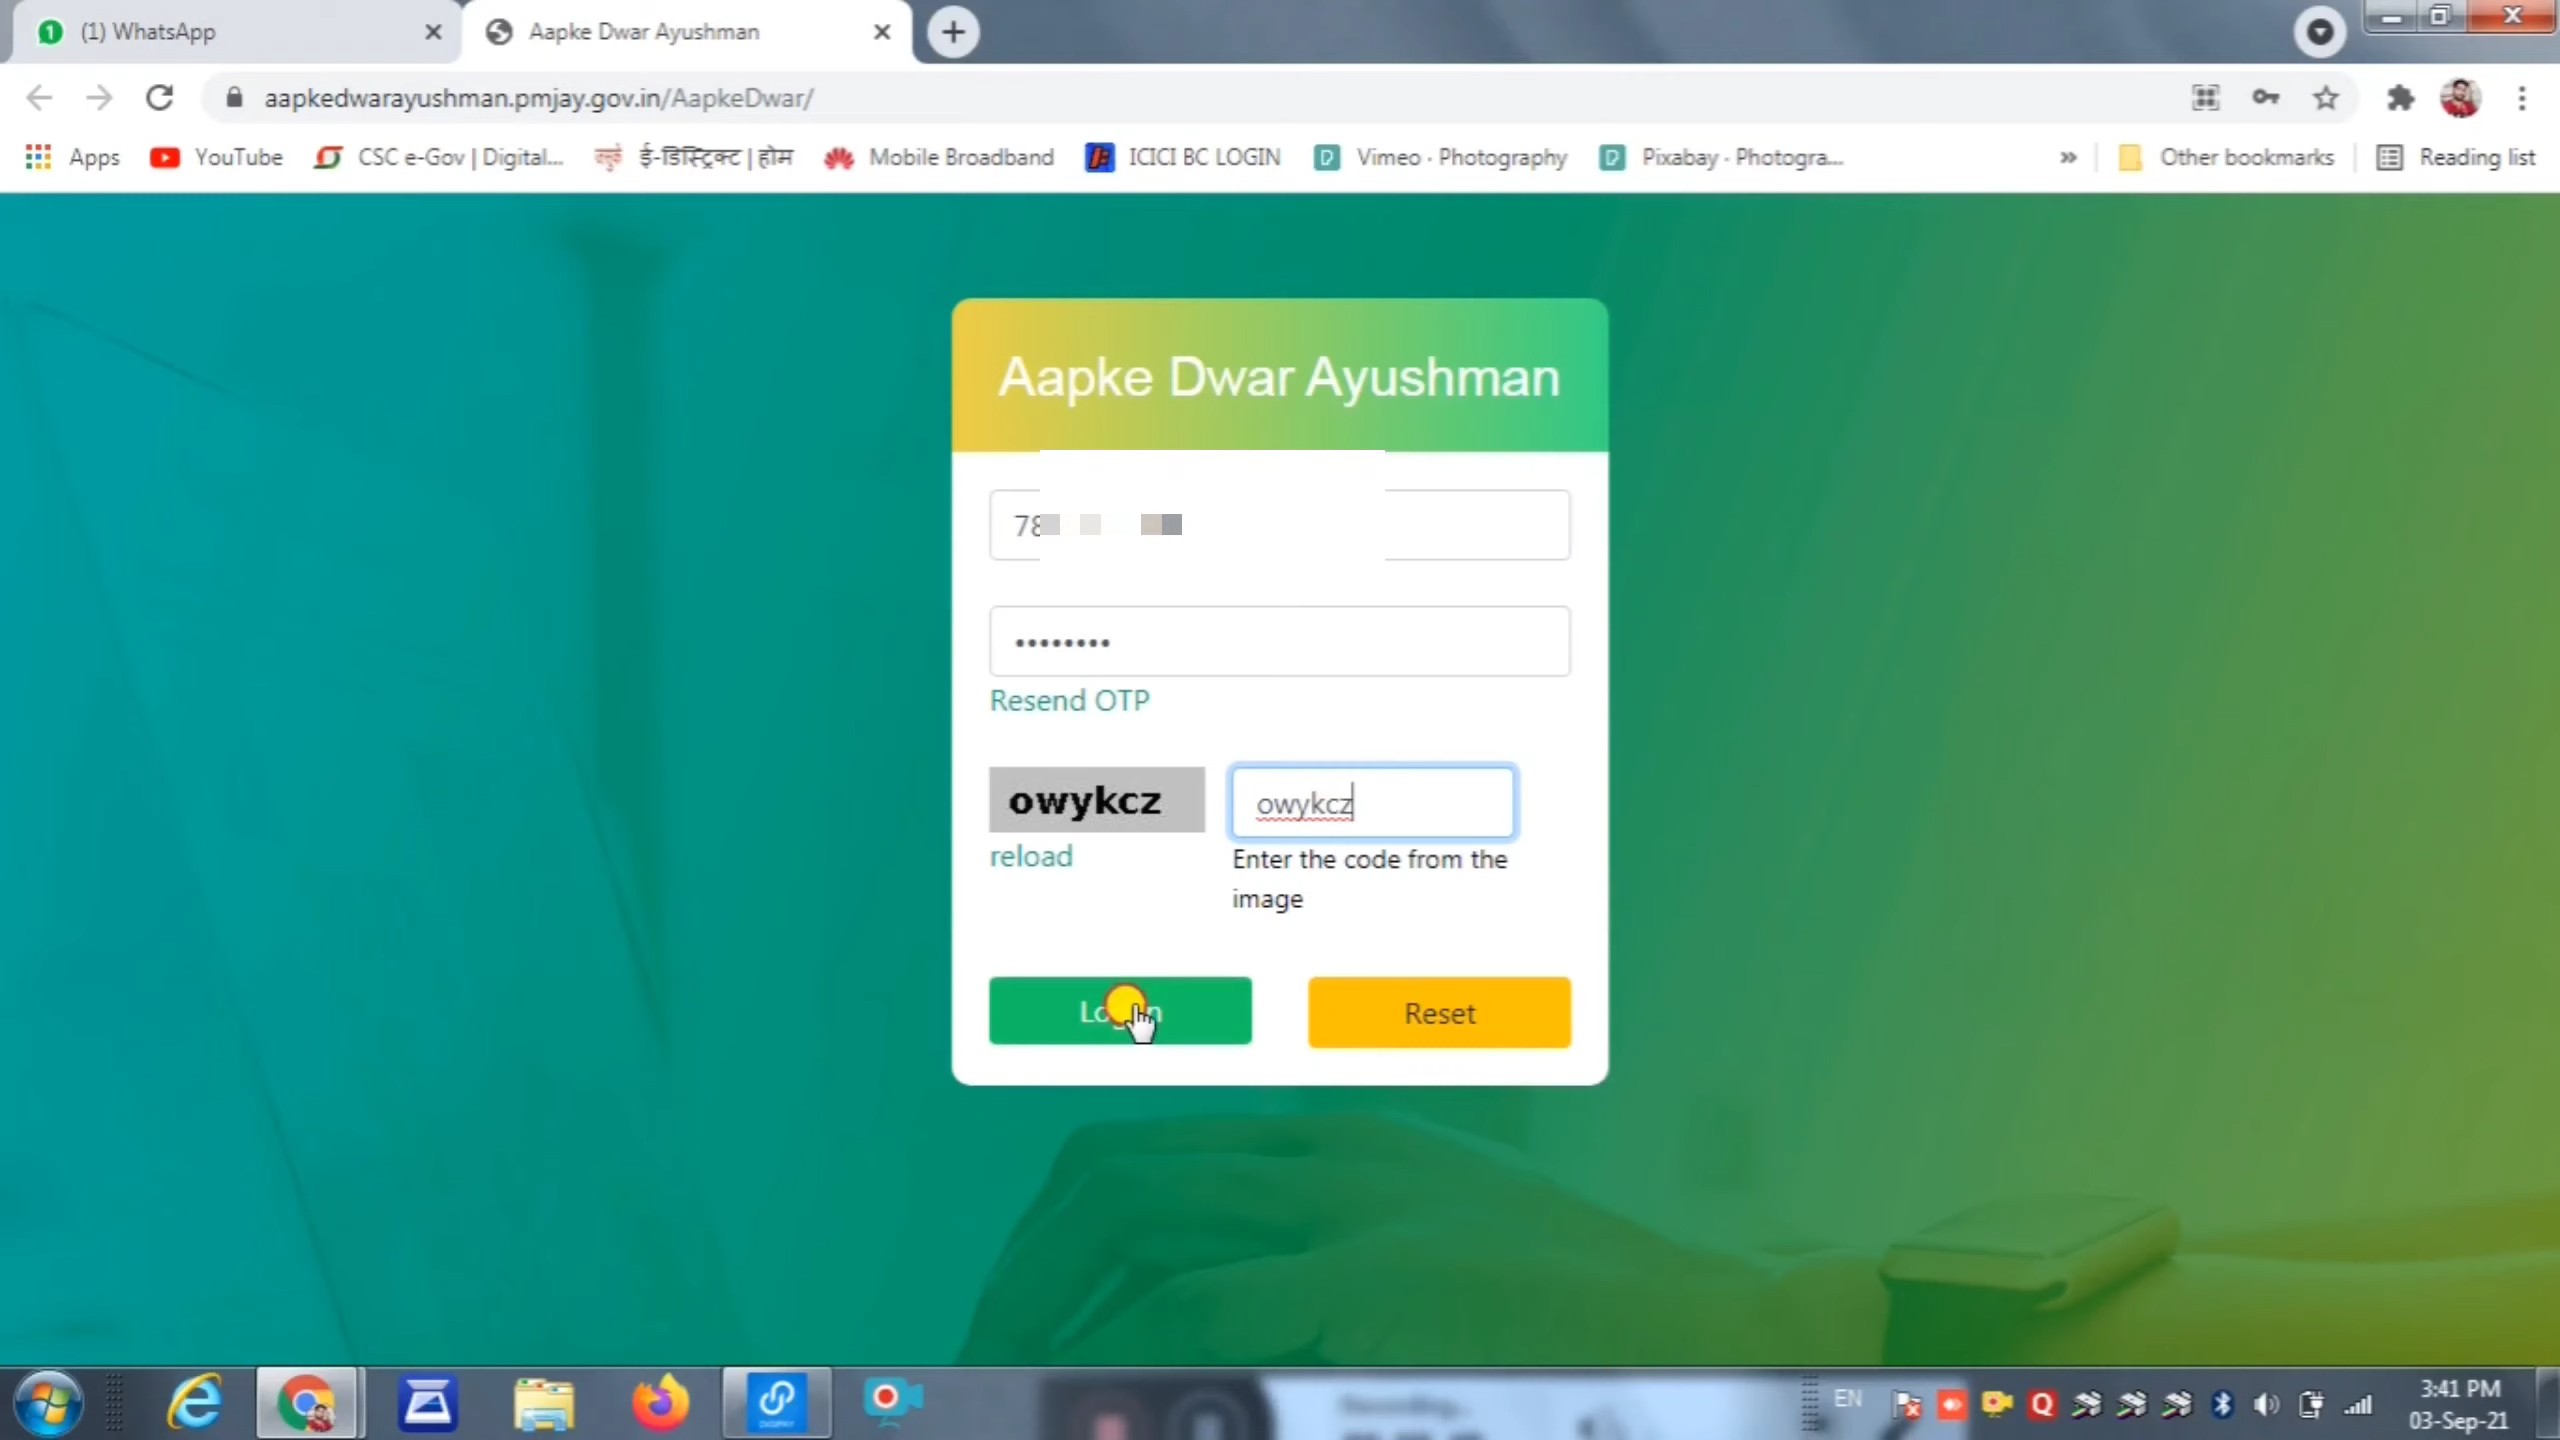 (1) WhatsApp
Aapke Dwar Ayushman
aapkedwarayushman.pmjay.gov.in/AapkeDwar/
Apps YouTube CSC e-Gov | Digital... ई-डिस्ट्रिक्ट | होम Mobile Broadband ICICI BC LOGIN Vimeo - Photography Pixabay - Photogra... » Other bookmarks Reading list
Aapke Dwar Ayushman
78
••••••••
Resend OTP
owykcz
owykcz
reload
Enter the code from the
image
Reset
EN
3:41 PM
03-Sep-21